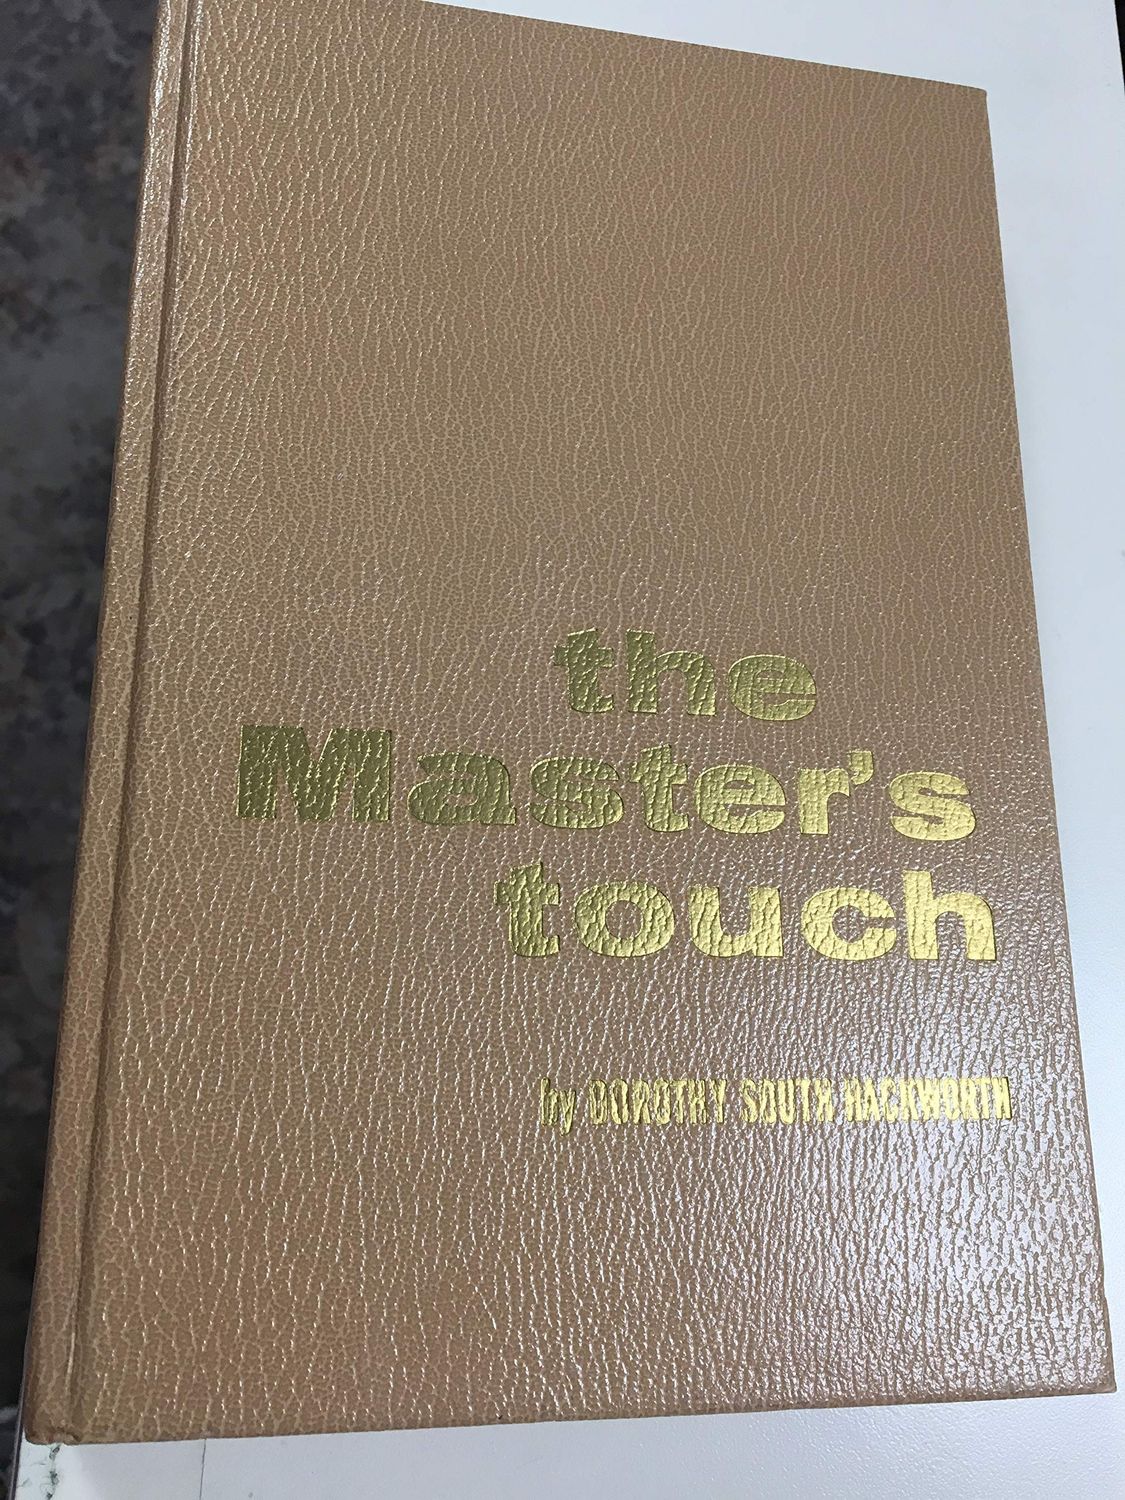 the
Master's
touch
by DOROTHY SOUTH HACKWORTH